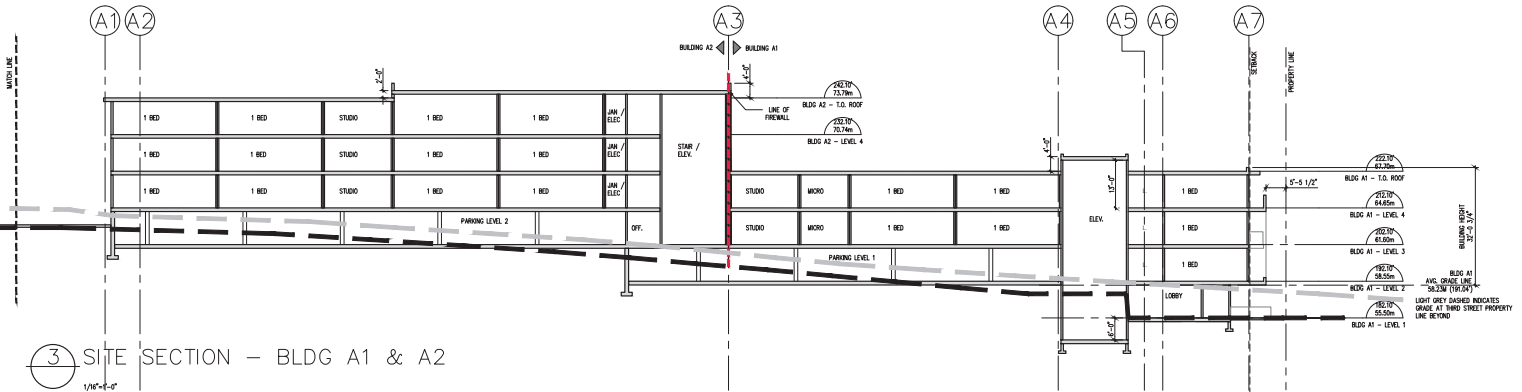 A1
A2
A3
A4
A5
A6
A7
MATCH LINE
BUILDING A2
BUILDING A1
SETBACK
PROPERTY LINE
2'-0"
4'-0"
242.10'
73.79m
BLDG A2 - T.O. ROOF
LINE OF
FIREWALL
232.10'
70.74m
BLDG A2 - LEVEL 4
1 BED
1 BED
STUDIO
1 BED
1 BED
JAN /
ELEC
1 BED
1 BED
STUDIO
1 BED
1 BED
JAN /
ELEC
STAIR /
ELEV.
1 BED
1 BED
STUDIO
1 BED
1 BED
JAN /
ELEC
4'-0"
13'-0"
STUDIO
MICRO
1 BED
1 BED
1 BED
222.10'
67.70m
BLDG A1 - T.O. ROOF
5'-5 1/2"
212.10'
64.65m
BLDG A1 - LEVEL 4
BUILDING HEIGHT
32'-0 3/4"
PARKING LEVEL 2
OFF.
STUDIO
MICRO
1 BED
1 BED
ELEV.
1 BED
202.10'
61.60m
BLDG A1 - LEVEL 3
PARKING LEVEL 1
1 BED
192.10'
58.55m
BLDG A1 - LEVEL 2
BLDG A1
AVG. GRADE LINE
58.23M (191.04')
LOBBY
LIGHT GREY DASHED INDICATES
GRADE AT THIRD STREET PROPERTY
LINE BEYOND
182.10'
55.50m
BLDG A1 - LEVEL 1
6'-0"
3 SITE SECTION - BLDG A1 & A2
1/16"=1'-0"